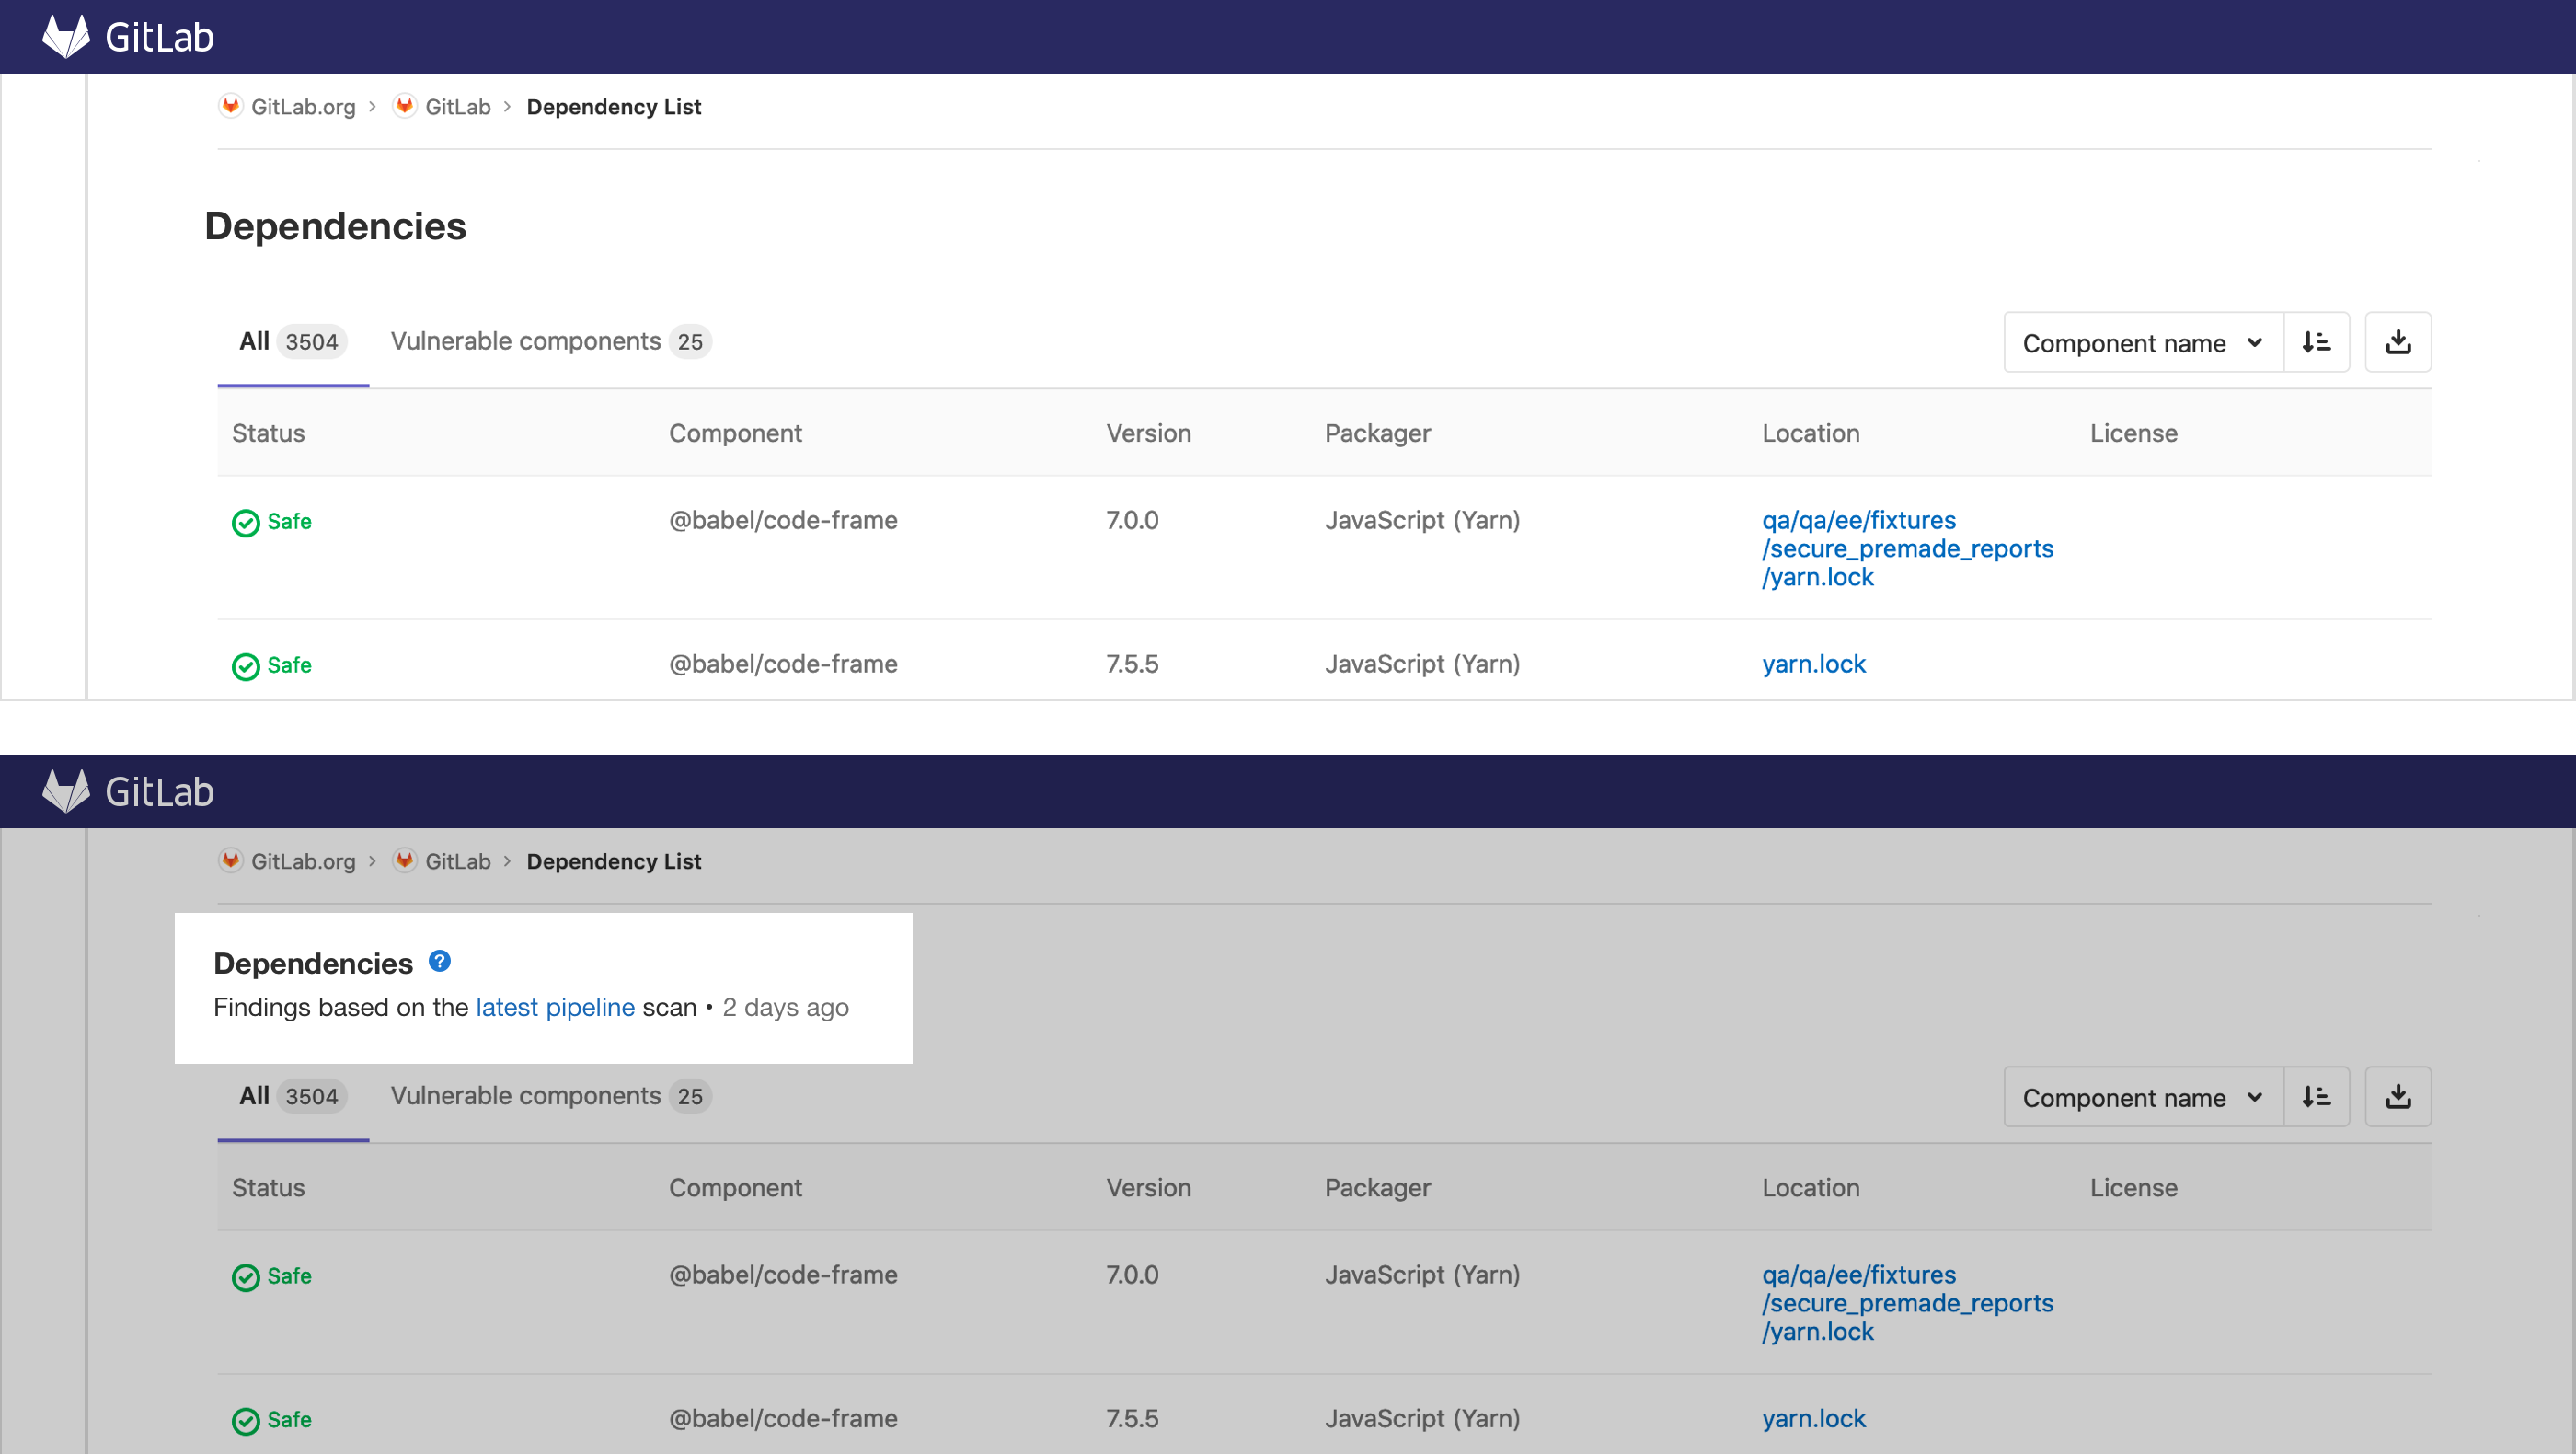 GitLab
GitLab.org > GitLab > Dependency List
Dependencies
All 3504 Vulnerable components 25 Component name
Status Component Version Packager Location License
Safe @babel/code-frame 7.0.0 JavaScript (Yarn) qa/qa/ee/fixtures
/secure_premade_reports
/yarn.lock
Safe @babel/code-frame 7.5.5 JavaScript (Yarn) yarn.lock
GitLab
GitLab.org > GitLab > Dependency List
Dependencies ?
Findings based on the latest pipeline scan • 2 days ago
All 3504 Vulnerable components 25 Component name
Status Component Version Packager Location License
Safe @babel/code-frame 7.0.0 JavaScript (Yarn) qa/qa/ee/fixtures
/secure_premade_reports
/yarn.lock
Safe @babel/code-frame 7.5.5 JavaScript (Yarn) yarn.lock